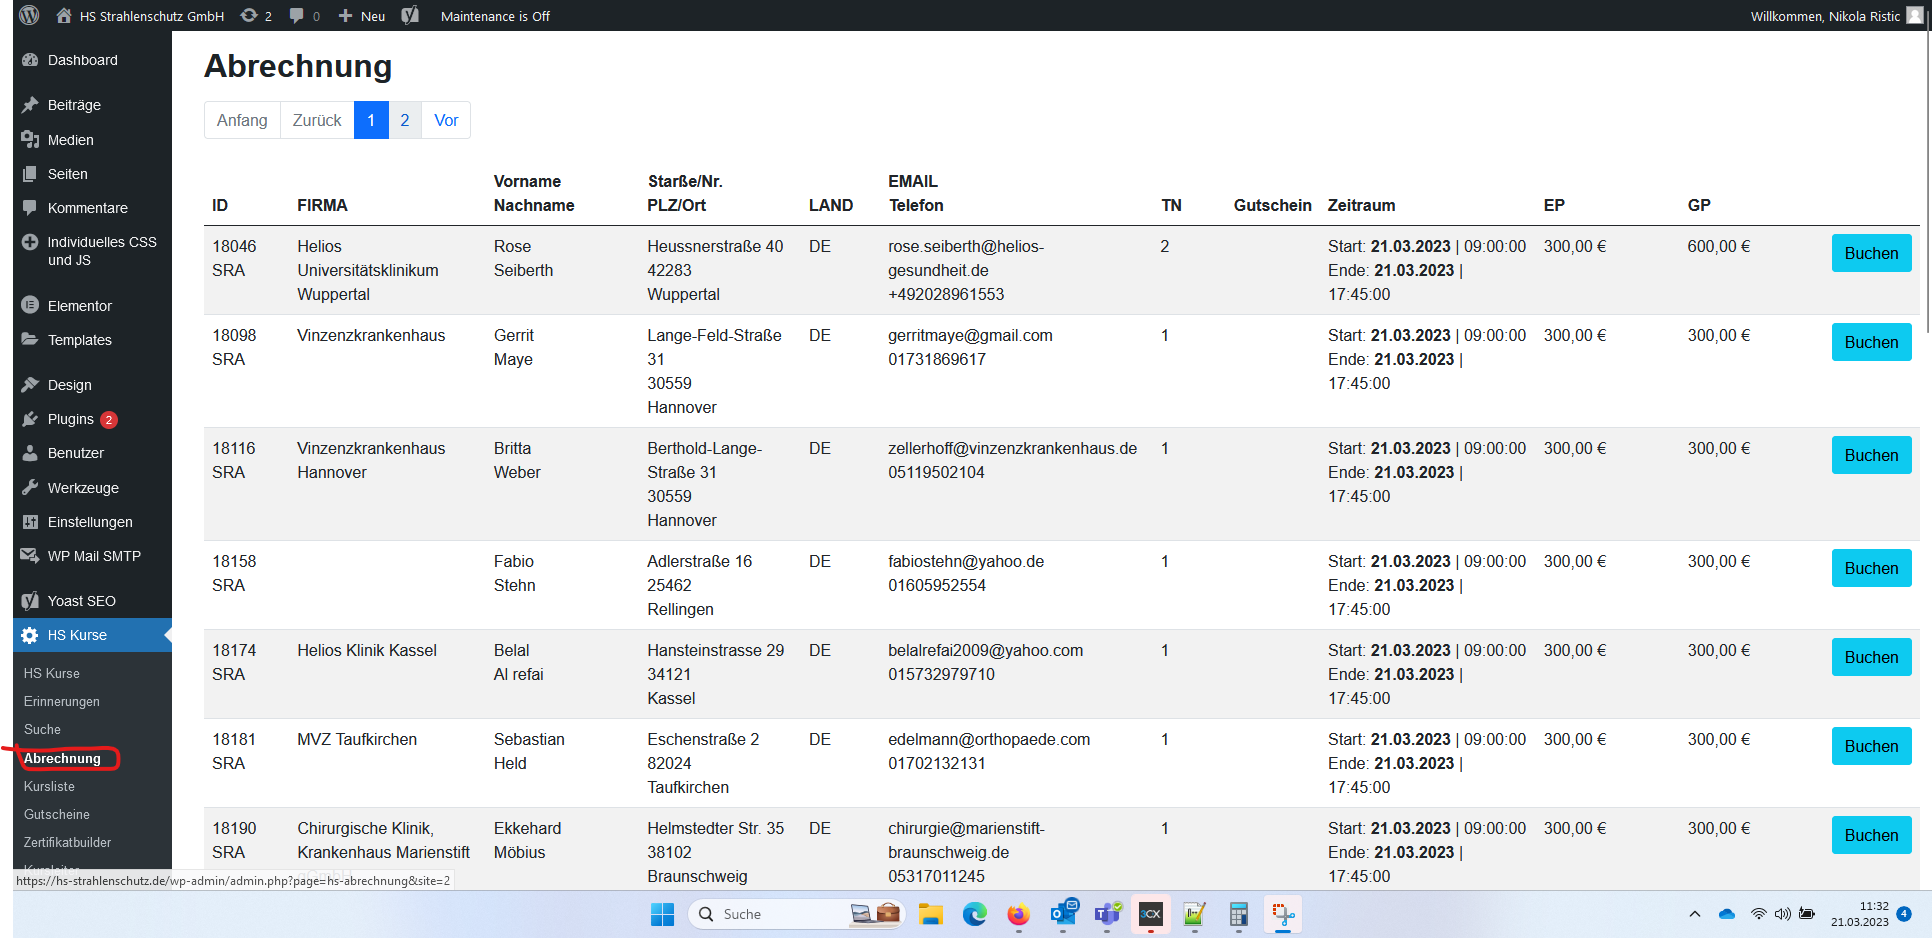 HS Strahlenschutz GmbH 2 0 Neu Maintenance is Off Willkommen, Nikola Ristic
Dashboard
Beiträge
Medien
Seiten
Kommentare
Individuelles CSS
und JS
Elementor
Templates
Design
Plugins 2
Benutzer
Werkzeuge
Einstellungen
WP Mail SMTP
Yoast SEO
HS Kurse
HS Kurse
Erinnerungen
Suche
Abrechnung
Kursliste
Gutscheine
Zertifikatbuilder
https://hs-strahlenschutz.de/wp-admin/admin.php?page=hs-abrechnung&site=2
Abrechnung
Anfang Zurück 1 2 Vor
Vorname Starße/Nr. EMAIL
ID FIRMA Nachname PLZ/Ort LAND Telefon TN Gutschein Zeitraum EP GP
18046 Helios Rose Heussnerstraße 40 DE rose.seiberth@helios- 2 Start: 21.03.2023 | 09:00:00 300,00 € 600,00 € Buchen
SRA Universitätsklinikum Seiberth 42283 gesundheit.de Ende: 21.03.2023 |
Wuppertal Wuppertal +492028961553 17:45:00
18098 Vinzenzkrankenhaus Gerrit Lange-Feld-Straße DE gerritmaye@gmail.com 1 Start: 21.03.2023 | 09:00:00 300,00 € 300,00 € Buchen
SRA Maye 31 01731869617 Ende: 21.03.2023 |
30559 17:45:00
Hannover
18116 Vinzenzkrankenhaus Britta Berthold-Lange- DE zellerhoff@vinzenzkrankenhaus.de 1 Start: 21.03.2023 | 09:00:00 300,00 € 300,00 € Buchen
SRA Hannover Weber Straße 31 05119502104 Ende: 21.03.2023 |
30559 17:45:00
Hannover
18158 Fabio Adlerstraße 16 DE fabiostehn@yahoo.de 1 Start: 21.03.2023 | 09:00:00 300,00 € 300,00 € Buchen
SRA Stehn 25462 01605952554 Ende: 21.03.2023 |
Rellingen 17:45:00
18174 Helios Klinik Kassel Belal Hansteinstrasse 29 DE belalrefai2009@yahoo.com 1 Start: 21.03.2023 | 09:00:00 300,00 € 300,00 € Buchen
SRA Al refai 34121 015732979710 Ende: 21.03.2023 |
Kassel 17:45:00
18181 MVZ Taufkirchen Sebastian Eschenstraße 2 DE edelmann@orthopaede.com 1 Start: 21.03.2023 | 09:00:00 300,00 € 300,00 € Buchen
SRA Held 82024 01702132131 Ende: 21.03.2023 |
Taufkirchen 17:45:00
18190 Chirurgische Klinik, Ekkehard Helmstedter Str. 35 DE chirurgie@marienstift- 1 Start: 21.03.2023 | 09:00:00 300,00 € 300,00 € Buchen
SRA Krankenhaus Marienstift Möbius 38102 braunschweig.de Ende: 21.03.2023 |
Braunschweig 05317011245 17:45:00
Suche 3CX 11:32
21.03.2023 4